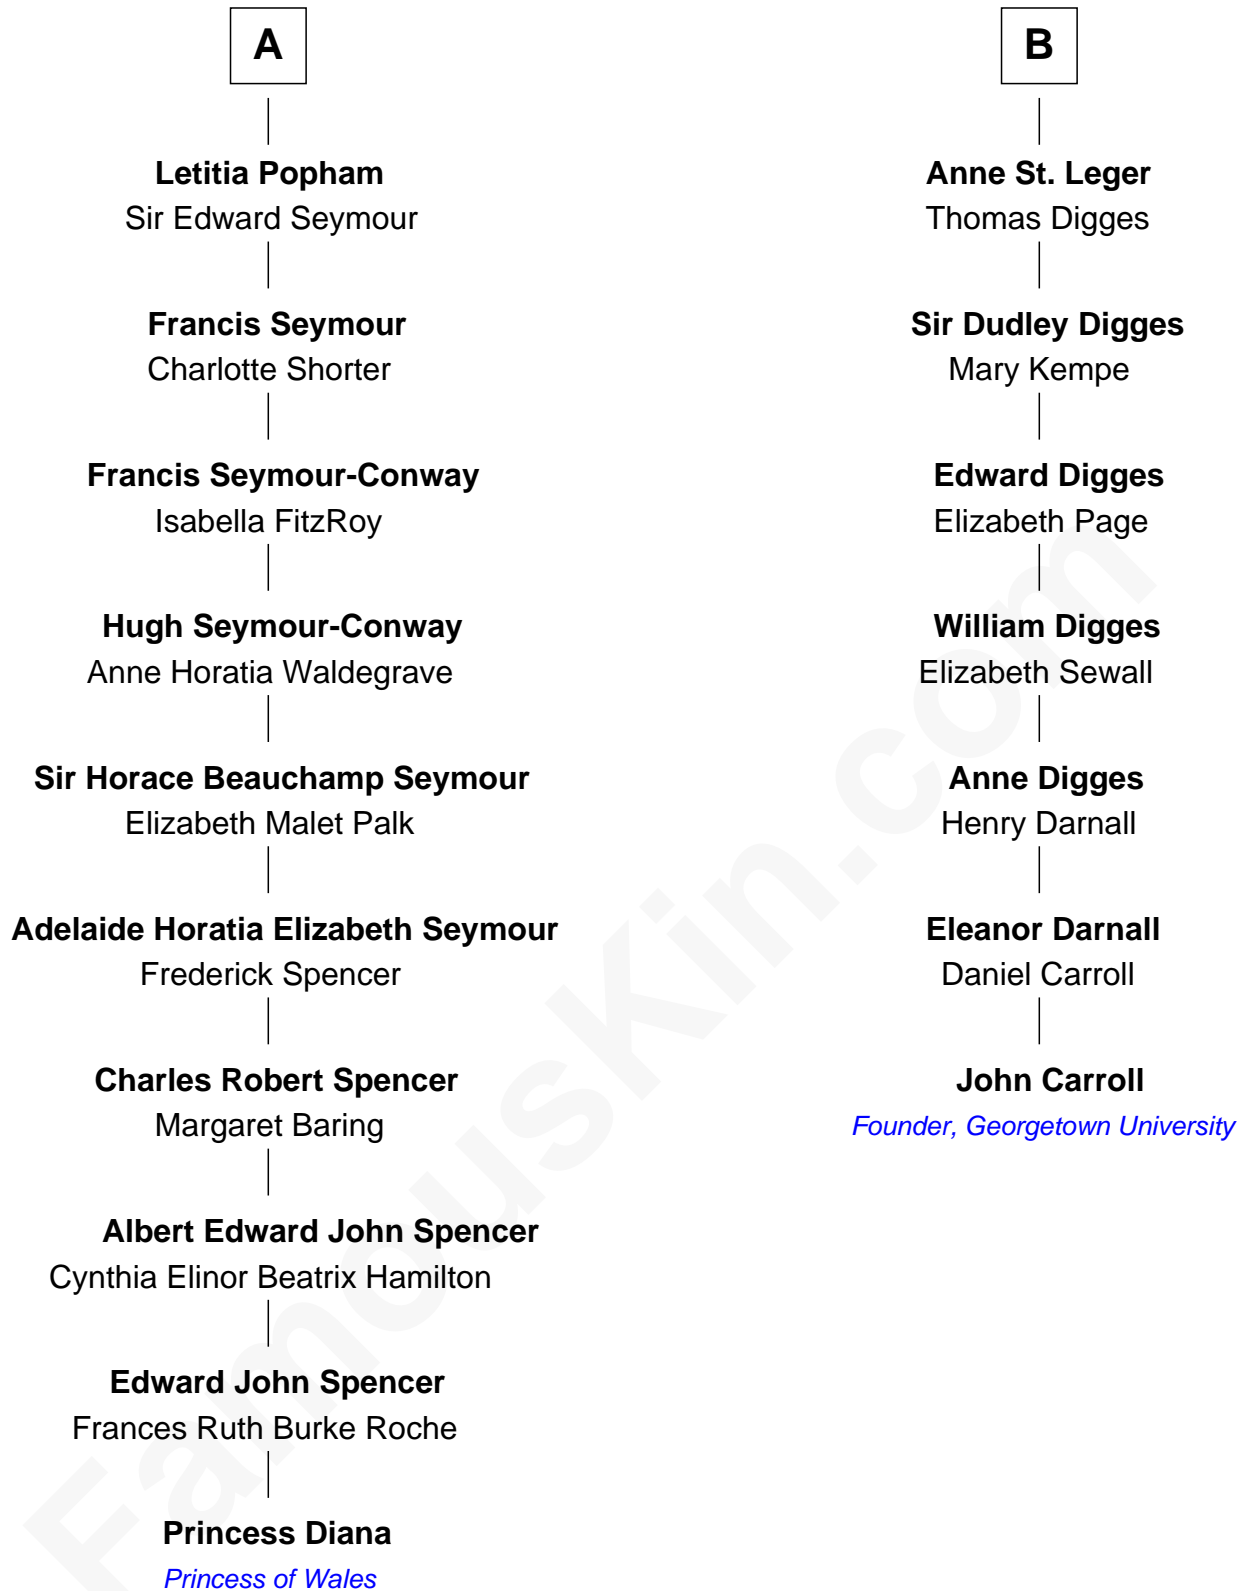 A
Letitia Popham
Sir Edward Seymour
Francis Seymour
Charlotte Shorter
Francis Seymour-Conway
Isabella FitzRoy
Hugh Seymour-Conway
Anne Horatia Waldegrave
Sir Horace Beauchamp Seymour
Elizabeth Malet Palk
Adelaide Horatia Elizabeth Seymour
Frederick Spencer
Charles Robert Spencer
Margaret Baring
Albert Edward John Spencer
Cynthia Elinor Beatrix Hamilton
Edward John Spencer
Frances Ruth Burke Roche
Princess Diana
Princess of Wales
B
Anne St. Leger
Thomas Digges
Sir Dudley Digges
Mary Kempe
Edward Digges
Elizabeth Page
William Digges
Elizabeth Sewall
Anne Digges
Henry Darnall
Eleanor Darnall
Daniel Carroll
John Carroll
Founder, Georgetown University
FamousKin.com